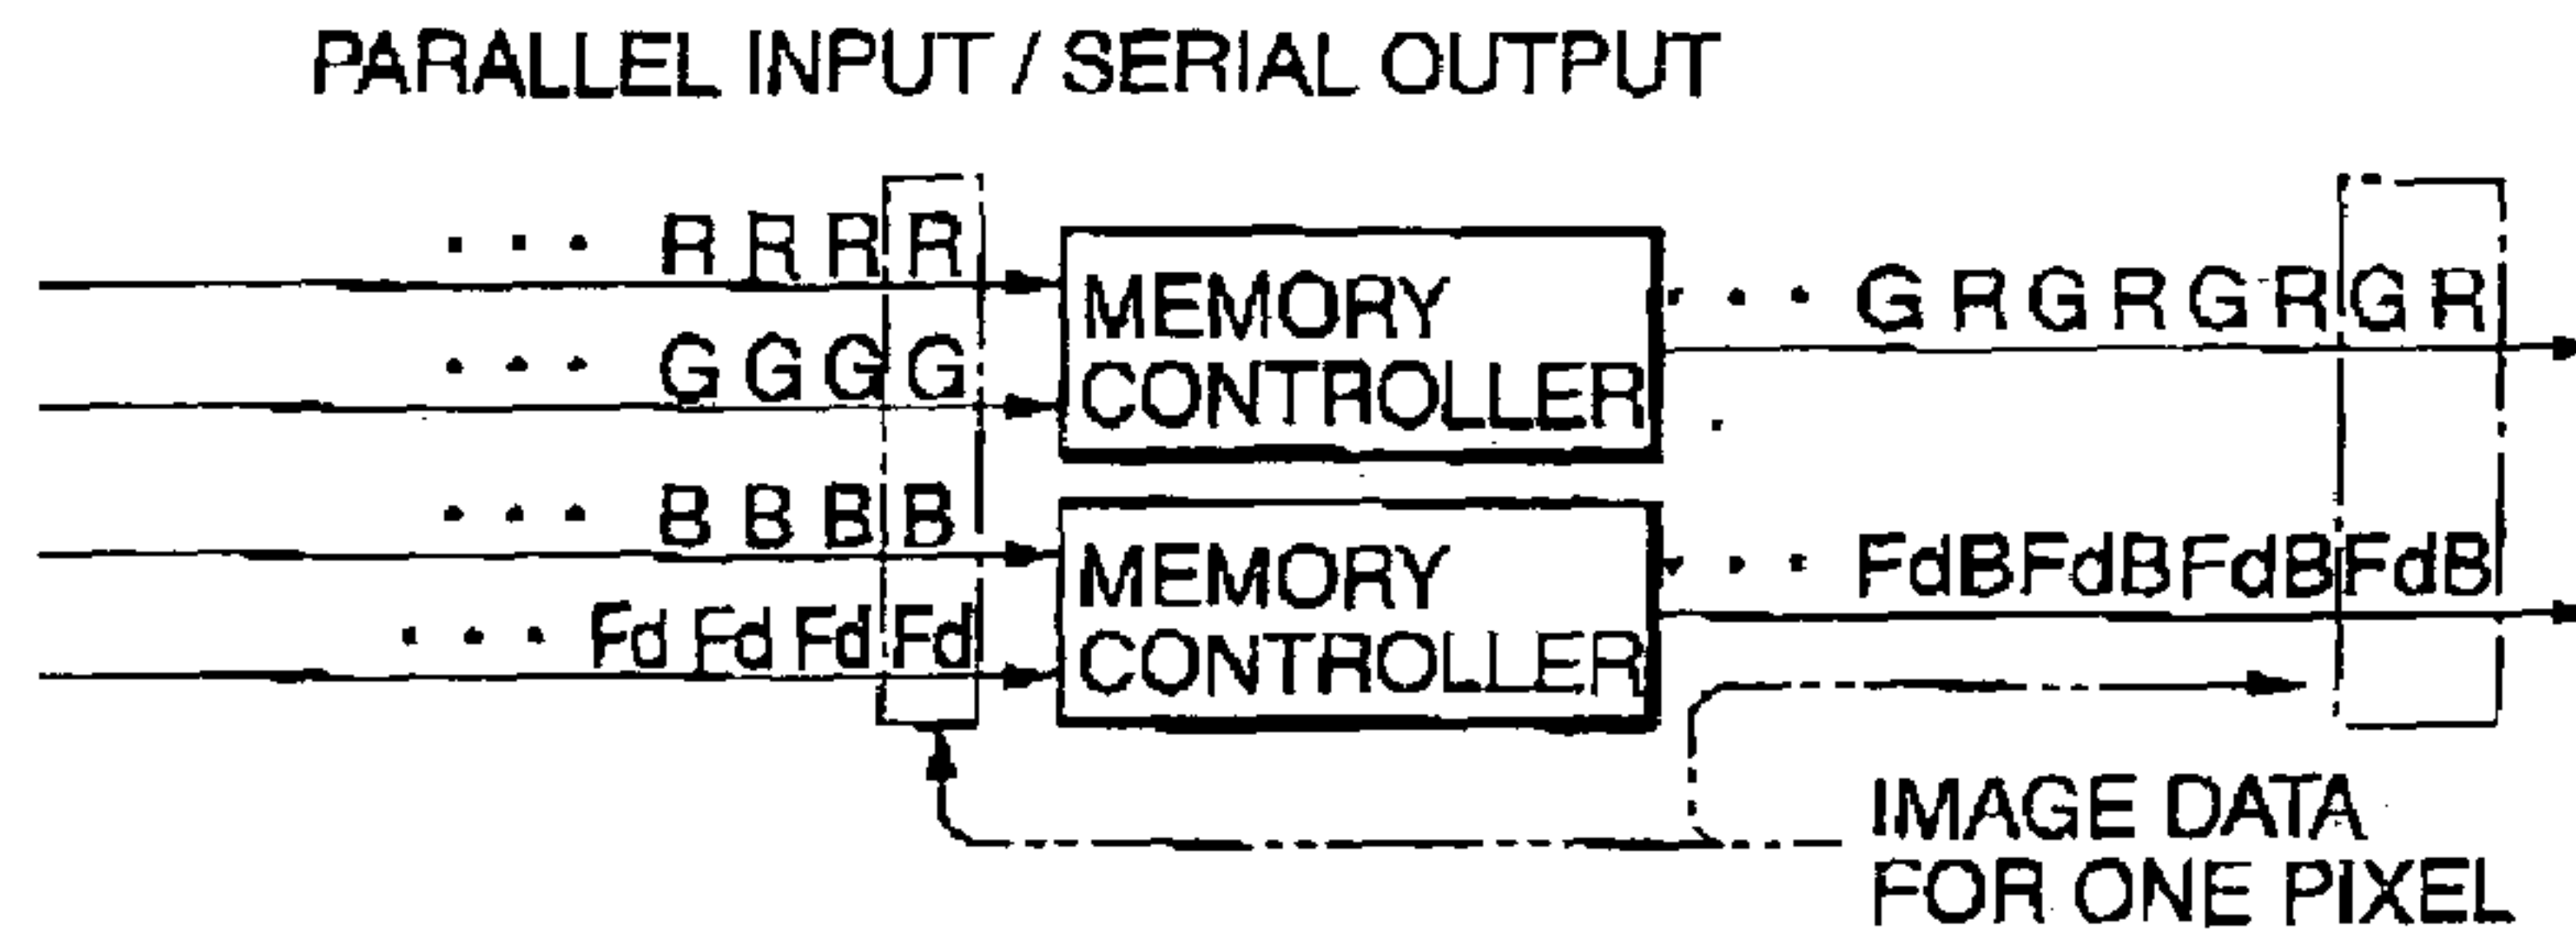 PARALLEL INPUT / SERIAL OUTPUT
· · · R R R R
· · · G G G G
MEMORY
CONTROLLER
· · · G R G R G R G R
· · · B B B B
· · · Fd Fd Fd Fd
MEMORY
CONTROLLER
· · · FdBFdBFdBFdB
IMAGE DATA
FOR ONE PIXEL